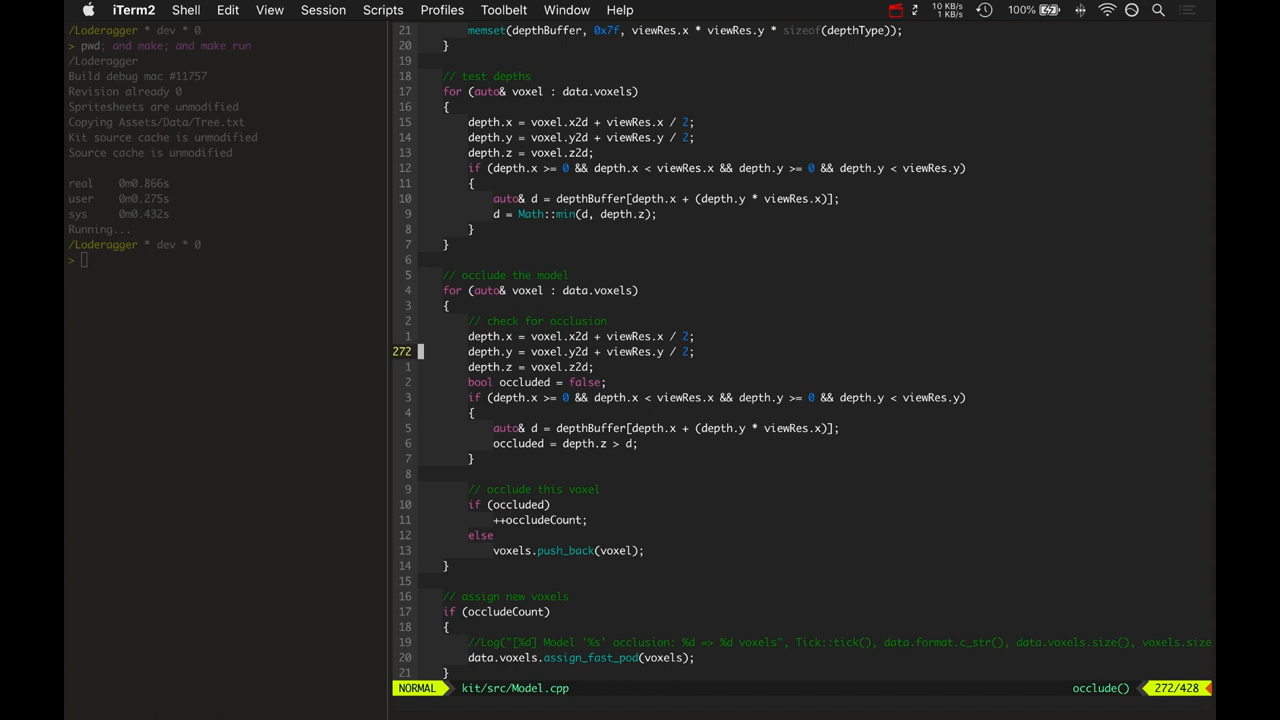 iTerm2 Shell Edit View Session Scripts Profiles Toolbelt Window Help 10 KB/s 1 KB/s 100%
/Loderagger * dev * 0
> pwd; and make; and make run
/Loderagger
Build debug mac #11757
Revision already 0
Spritesheets are unmodified
Copying Assets/Data/Tree.txt
Kit source cache is unmodified
Source cache is unmodified
real 0m0.866s
user 0m0.275s
sys 0m0.432s
Running...
/Loderagger * dev * 0
>
21 memset(depthBuffer, 0x7f, viewRes.x * viewRes.y * sizeof(depthType));
20 }
19
18 // test depths
17 for (auto& voxel : data.voxels)
16 {
15 depth.x = voxel.x2d + viewRes.x / 2;
14 depth.y = voxel.y2d + viewRes.y / 2;
13 depth.z = voxel.z2d;
12 if (depth.x >= 0 && depth.x < viewRes.x && depth.y >= 0 && depth.y < viewRes.y)
11 {
10 auto& d = depthBuffer[depth.x + (depth.y * viewRes.x)];
9 d = Math::min(d, depth.z);
8 }
7 }
6
5 // occlude the model
4 for (auto& voxel : data.voxels)
3 {
2 // check for occlusion
1 depth.x = voxel.x2d + viewRes.x / 2;
272 depth.y = voxel.y2d + viewRes.y / 2;
1 depth.z = voxel.z2d;
2 bool occluded = false;
3 if (depth.x >= 0 && depth.x < viewRes.x && depth.y >= 0 && depth.y < viewRes.y)
4 {
5 auto& d = depthBuffer[depth.x + (depth.y * viewRes.x)];
6 occluded = depth.z > d;
7 }
8
9 // occlude this voxel
10 if (occluded)
11 ++occludeCount;
12 else
13 voxels.push_back(voxel);
14 }
15
16 // assign new voxels
17 if (occludeCount)
18 {
19 //Log("[%d] Model '%s' occlusion: %d => %d voxels", Tick::tick(), data.format.c_str(), data.voxels.size(), voxels.size
20 data.voxels.assign_fast_pod(voxels);
21 }
NORMAL kit/src/Model.cpp occlude() 272/428